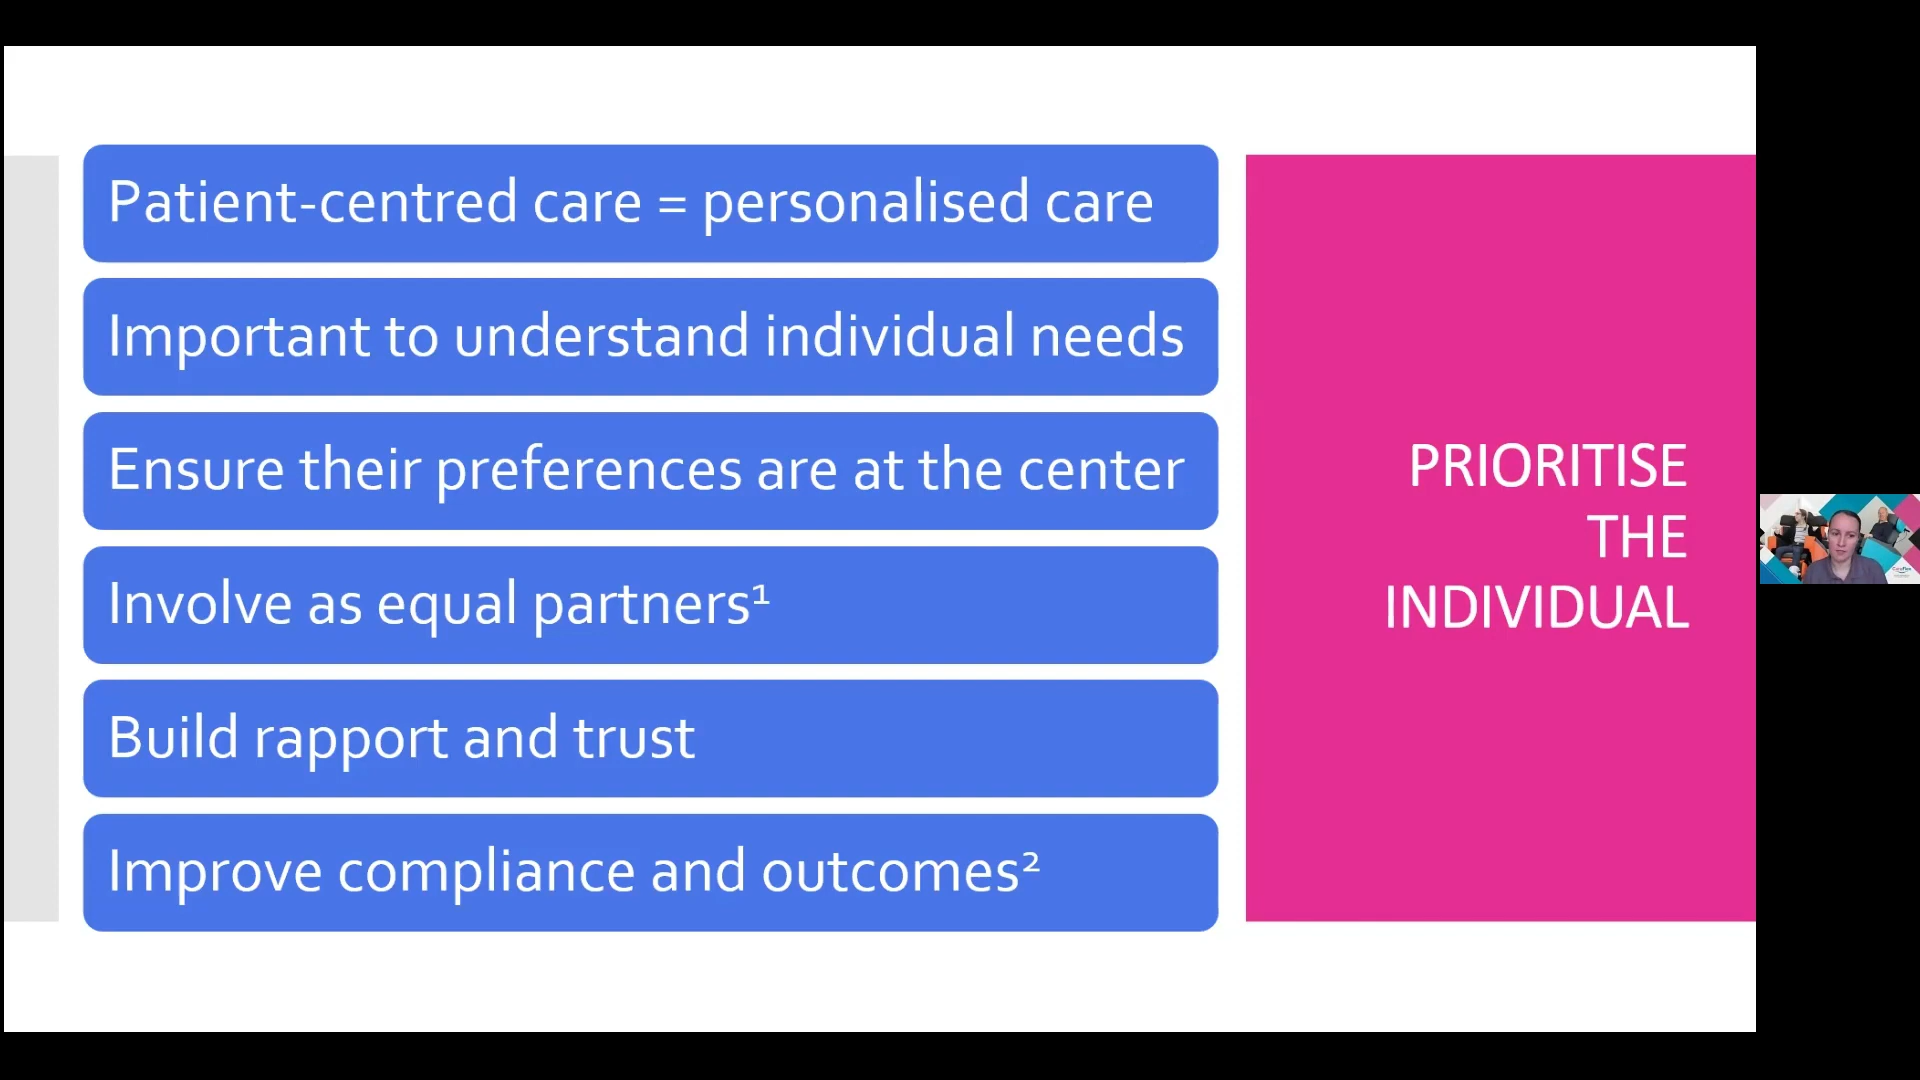 Patient-centred care = personalised care
Important to understand individual needs
Ensure their preferences are at the center
Involve as equal partners¹
Build rapport and trust
Improve compliance and outcomes²
PRIORITISE
THE
INDIVIDUAL